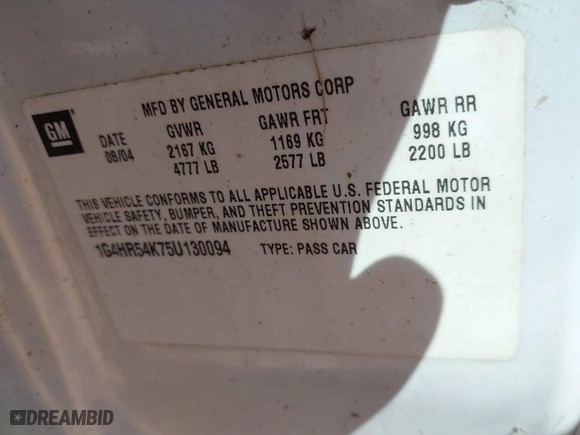 MFD BY GENERAL MOTORS CORP
GM
DATE GVWR GAWR FRT GAWR RR
08/04 2167 KG 1169 KG 998 KG
4777 LB 2577 LB 2200 LB
THIS VEHICLE CONFORMS TO ALL APPLICABLE U.S. FEDERAL MOTOR
VEHICLE SAFETY, BUMPER, AND THEFT PREVENTION STANDARDS IN
EFFECT ON THE DATE OF MANUFACTURE SHOWN ABOVE.
1G4HR54K75U130094 TYPE: PASS CAR
DREAMBID